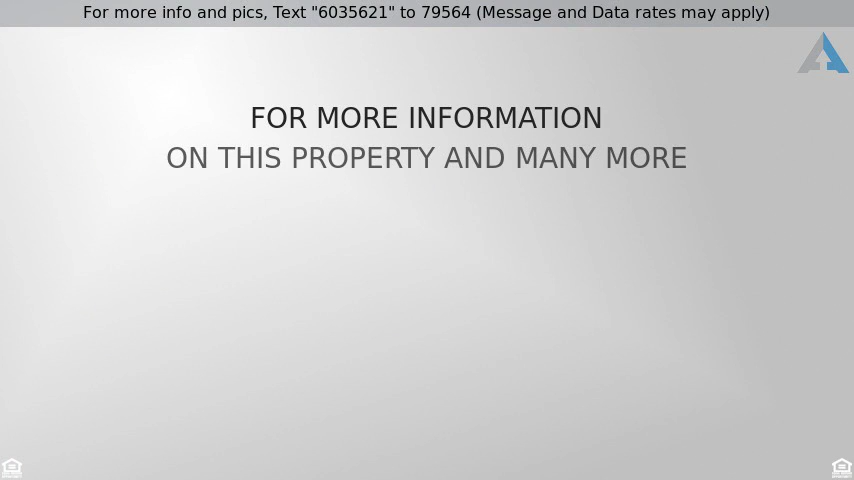 For more info and pics, Text "6035621" to 79564 (Message and Data rates may apply)
FOR MORE INFORMATION
ON THIS PROPERTY AND MANY MORE